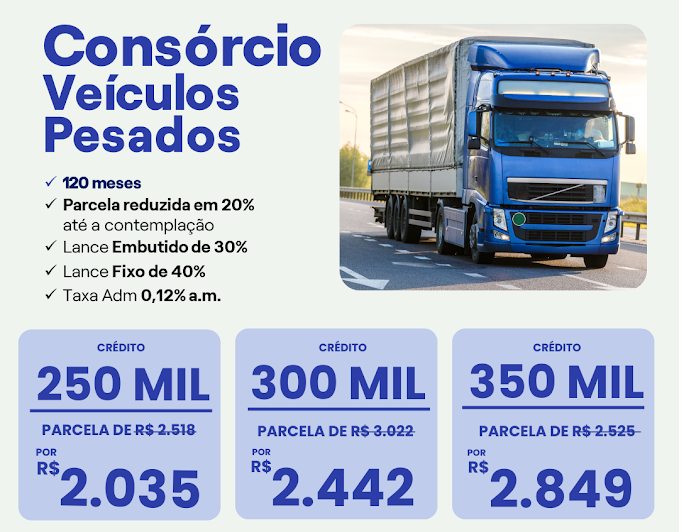 Consórcio
Veículos
Pesados
✓ 120 meses
✓ Parcela reduzida em 20%
até a contemplação
✓ Lance Embutido de 30%
✓ Lance Fixo de 40%
✓ Taxa Adm 0,12% a.m.
CRÉDITO
250 MIL
PARCELA DE R$ 2.518
POR
R$ 2.035
CRÉDITO
300 MIL
PARCELA DE R$ 3.022
POR
R$ 2.442
CRÉDITO
350 MIL
PARCELA DE R$ 2.525
POR
R$ 2.849